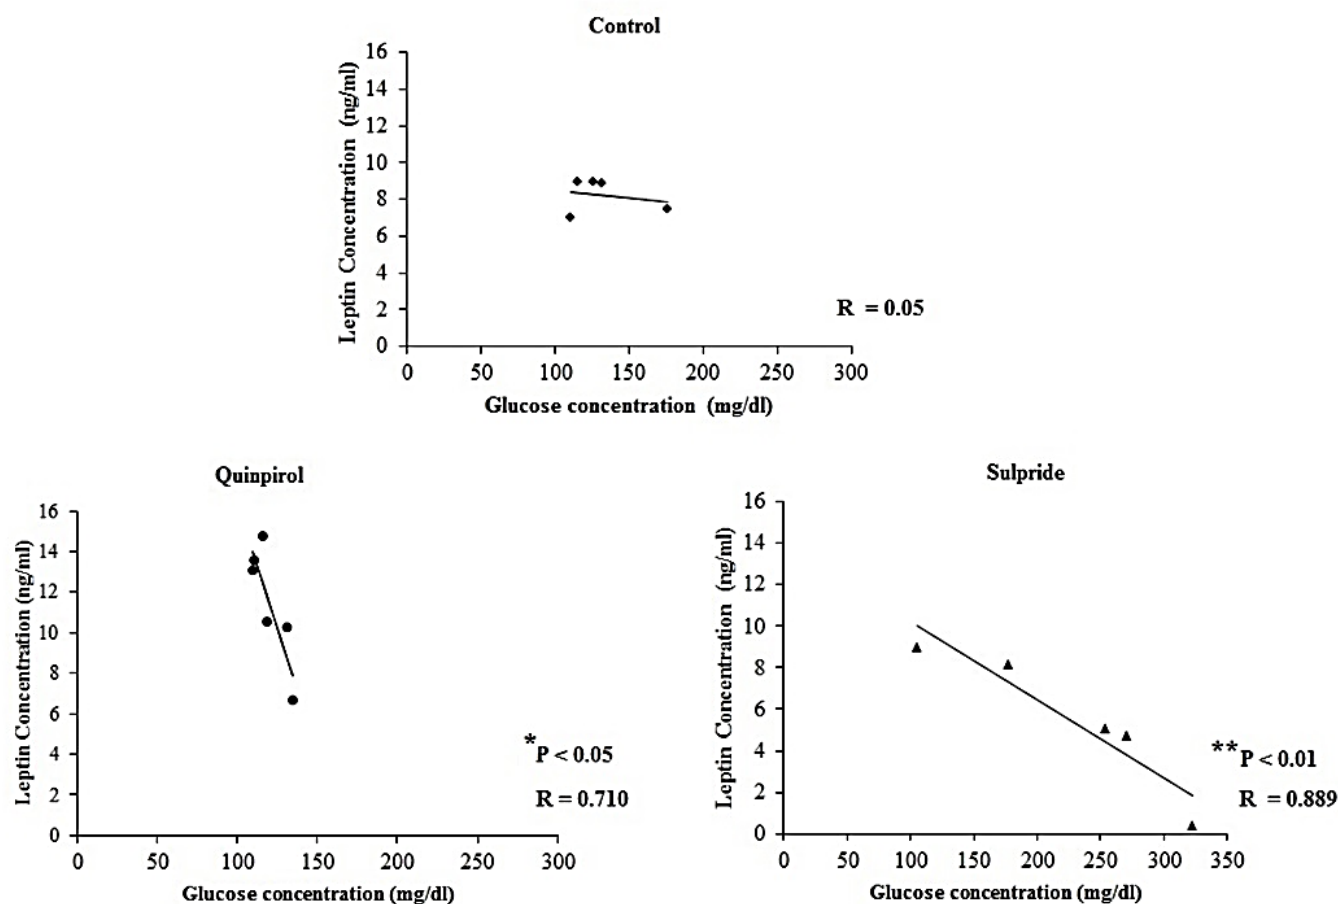 Control
16
14
12
10
8
6
4
2
0
Leptin Concentration (ng/ml)
R = 0.05
0 50 100 150 200 250 300
Glucose concentration (mg/dl)
Quinpirol
16
14
12
10
8
6
4
2
0
Leptin Concentration (ng/ml)
*P < 0.05
R = 0.710
0 50 100 150 200 250 300
Glucose concentration (mg/dl)
Sulpride
16
14
12
10
8
6
4
2
0
Leptin Concentration (ng/ml)
**P < 0.01
R = 0.889
0 50 100 150 200 250 300 350
Glucose concentration (mg/dl)